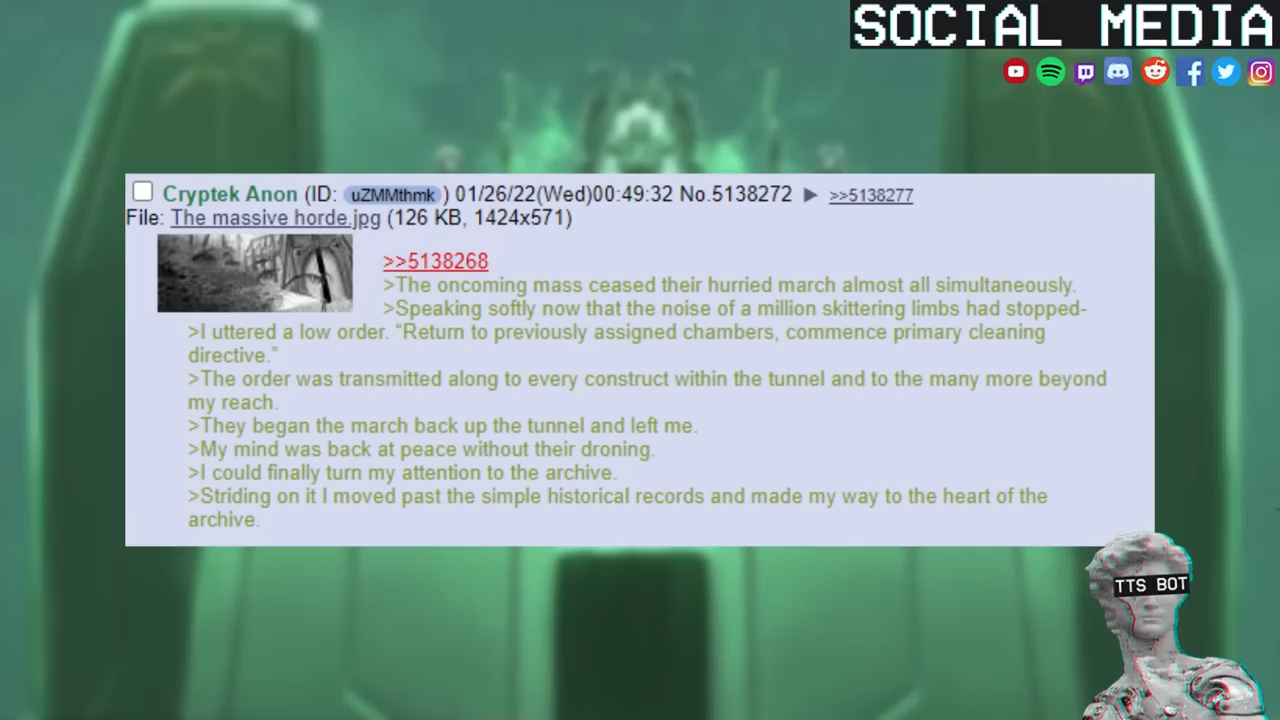 SOCIAL MEDIA
Cryptek Anon (ID: uZMMthmk ) 01/26/22(Wed)00:49:32 No.5138272 ▶ >>5138277
File: The massive horde.jpg (126 KB, 1424x571)
>>5138268
>The oncoming mass ceased their hurried march almost all simultaneously.
>Speaking softly now that the noise of a million skittering limbs had stopped-
>I uttered a low order. “Return to previously assigned chambers, commence primary cleaning
directive.”
>The order was transmitted along to every construct within the tunnel and to the many more beyond
my reach.
>They began the march back up the tunnel and left me.
>My mind was back at peace without their droning.
>I could finally turn my attention to the archive.
>Striding on it I moved past the simple historical records and made my way to the heart of the
archive.
TTS BOT